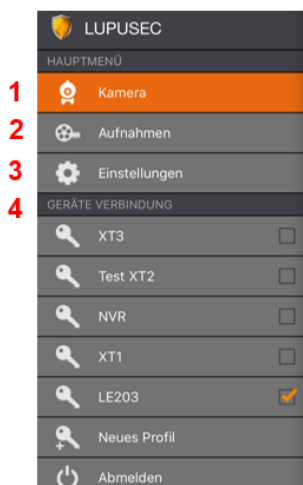 LUPUSEC
HAUPTMENÜ
1 Kamera
2 Aufnahmen
3 Einstellungen
4 GERÄTE VERBINDUNG
XT3
Test XT2
NVR
XT1
LE203
Neues Profil
Abmelden